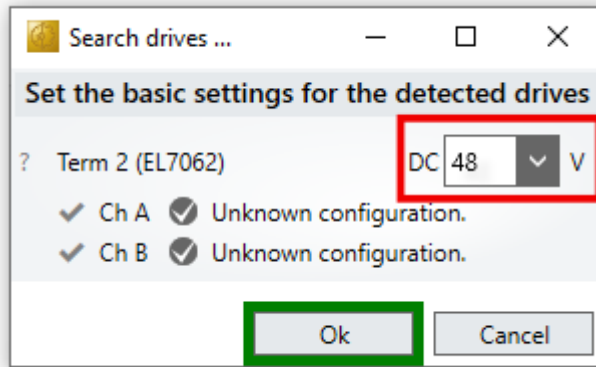 Search drives ...
Set the basic settings for the detected drives
? Term 2 (EL7062) DC 48 V
Ch A Unknown configuration.
Ch B Unknown configuration.
Ok Cancel